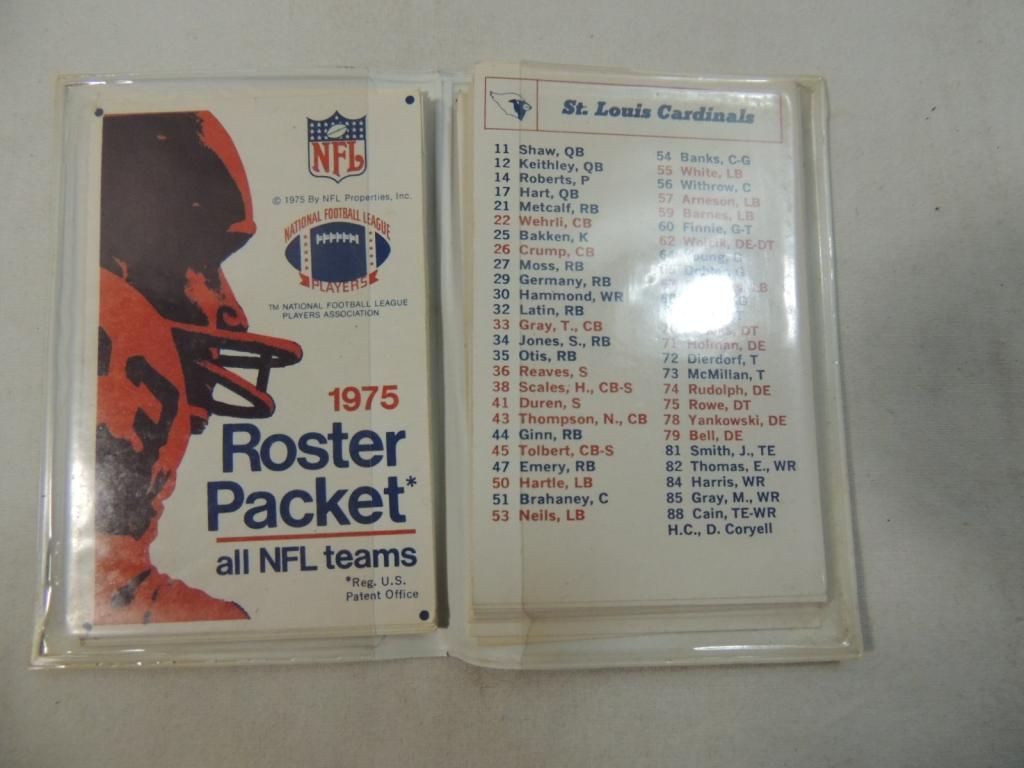 NFL
© 1975 By NFL Properties, Inc.
NATIONAL FOOTBALL LEAGUE
PLAYERS
TM NATIONAL FOOTBALL LEAGUE
PLAYERS ASSOCIATION
1975
Roster
Packet*
all NFL teams
*Reg. U.S.
Patent Office
St. Louis Cardinals
11 Shaw, QB
12 Keithley, QB
14 Roberts, P
17 Hart, QB
21 Metcalf, RB
22 Wehrli, CB
25 Bakken, K
26 Crump, CB
27 Moss, RB
29 Germany, RB
30 Hammond, WR
32 Latin, RB
33 Gray, T., CB
34 Jones, S., RB
35 Otis, RB
36 Reaves, S
38 Scales, H., CB-S
41 Duren, S
43 Thompson, N., CB
44 Ginn, RB
45 Tolbert, CB-S
47 Emery, RB
50 Hartle, LB
51 Brahaney, C
53 Neils, LB
54 Banks, C-G
55 White, LB
56 Withrow, C
57 Arneson, LB
59 Barnes, LB
60 Finnie, G-T
62 DE-DT
Young, G
G
LB
DT
71 Holman, DE
72 Dierdorf, T
73 McMillan, T
74 Rudolph, DE
75 Rowe, DT
78 Yankowski, DE
79 Bell, DE
81 Smith, J., TE
82 Thomas, E., WR
84 Harris, WR
85 Gray, M., WR
88 Cain, TE-WR
H.C., D. Coryell